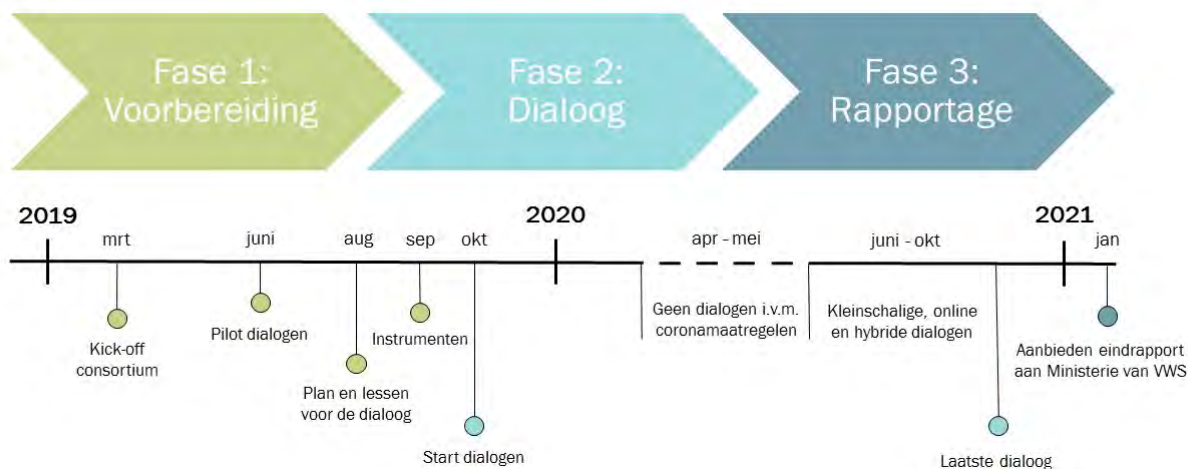 Fase 1:
Voorbereiding
Fase 2:
Dialoog
Fase 3:
Rapportage
2019
2020
2021
mrt
juni
aug
sep
okt
apr - mei
juni - okt
jan
Kick-off
consortium
Pilot dialogen
Plan en lessen
voor de dialoog
Instrumenten
Start dialogen
Geen dialogen i.v.m.
coronamaatregelen
Kleinschalige, online
en hybride dialogen
Laatste dialoog
Aanbieden eindrapport
aan Ministerie van VWS